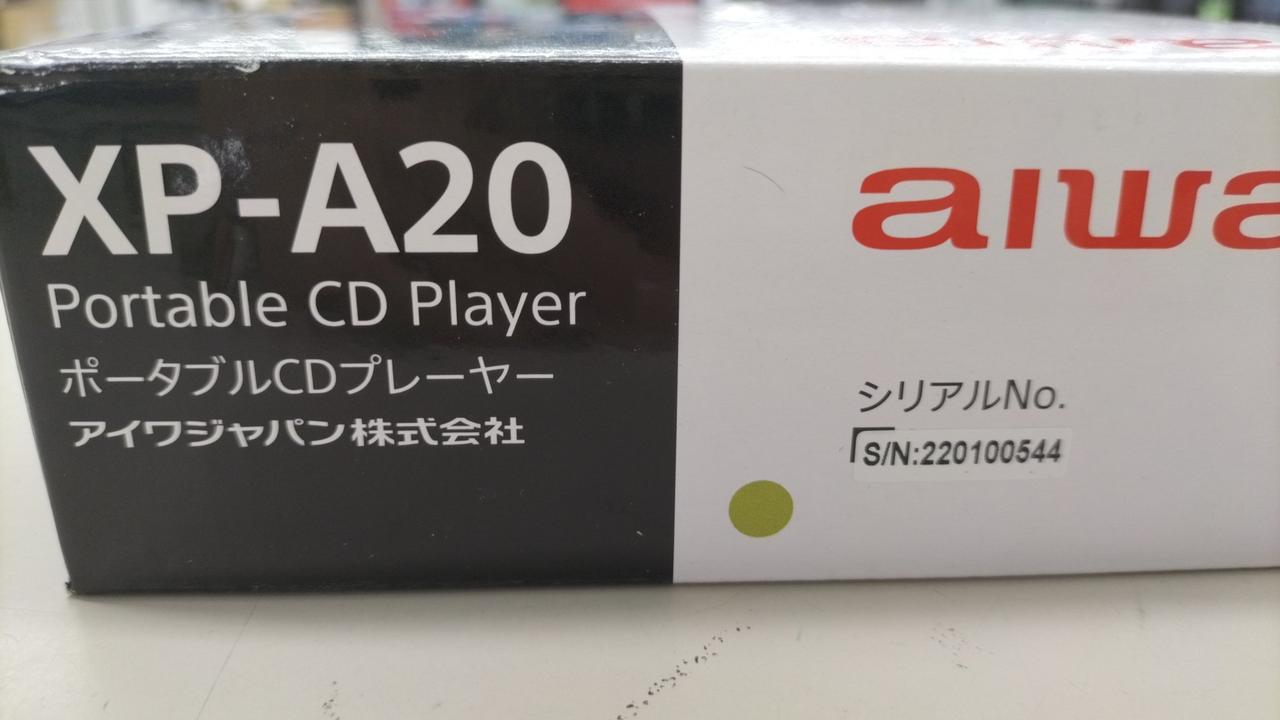 XP-A20
Portable CD Player
ポータブルCDプレーヤー
アイワジャパン株式会社
aiwa
シリアルNo.
S/N:220100544